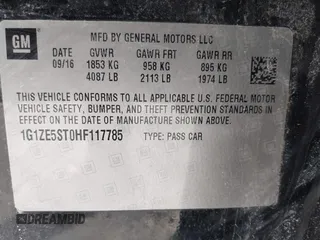 GM
MFD BY GENERAL MOTORS LLC
DATE GVWR GAWR FRT GAWR RR
09/16 1853 KG 958 KG 895 KG
4087 LB 2113 LB 1974 LB
THIS VEHICLE CONFORMS TO ALL APPLICABLE U.S. FEDERAL MOTOR
VEHICLE SAFETY, BUMPER, AND THEFT PREVENTION STANDARDS IN
EFFECT ON THE DATE OF MANUFACTURE SHOWN ABOVE
1G1ZE5ST0HF117785 TYPE: PASS CAR
DREAMBID